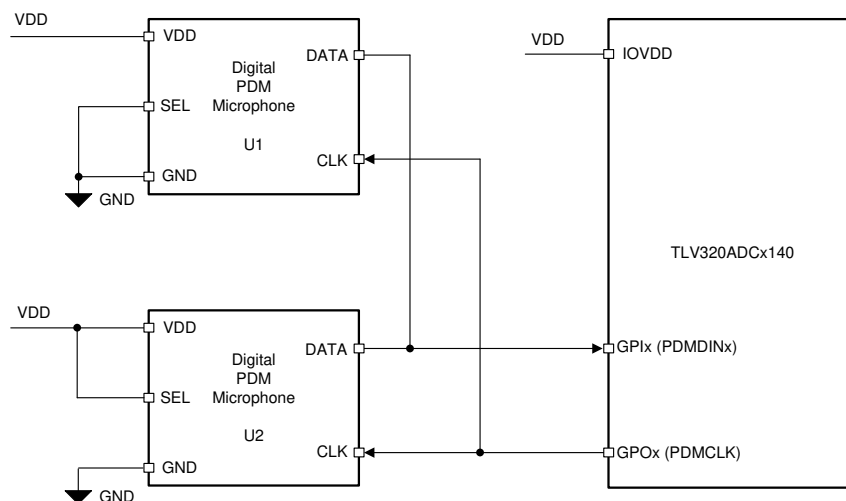 VDD
VDD
DATA
SEL
Digital
PDM
Microphone
U1
CLK
GND
GND
VDD
IOVDD
TLV320ADCx140
GPIx (PDMDINx)
GPOx (PDMCLK)
VDD
VDD
DATA
SEL
Digital
PDM
Microphone
U2
CLK
GND
GND